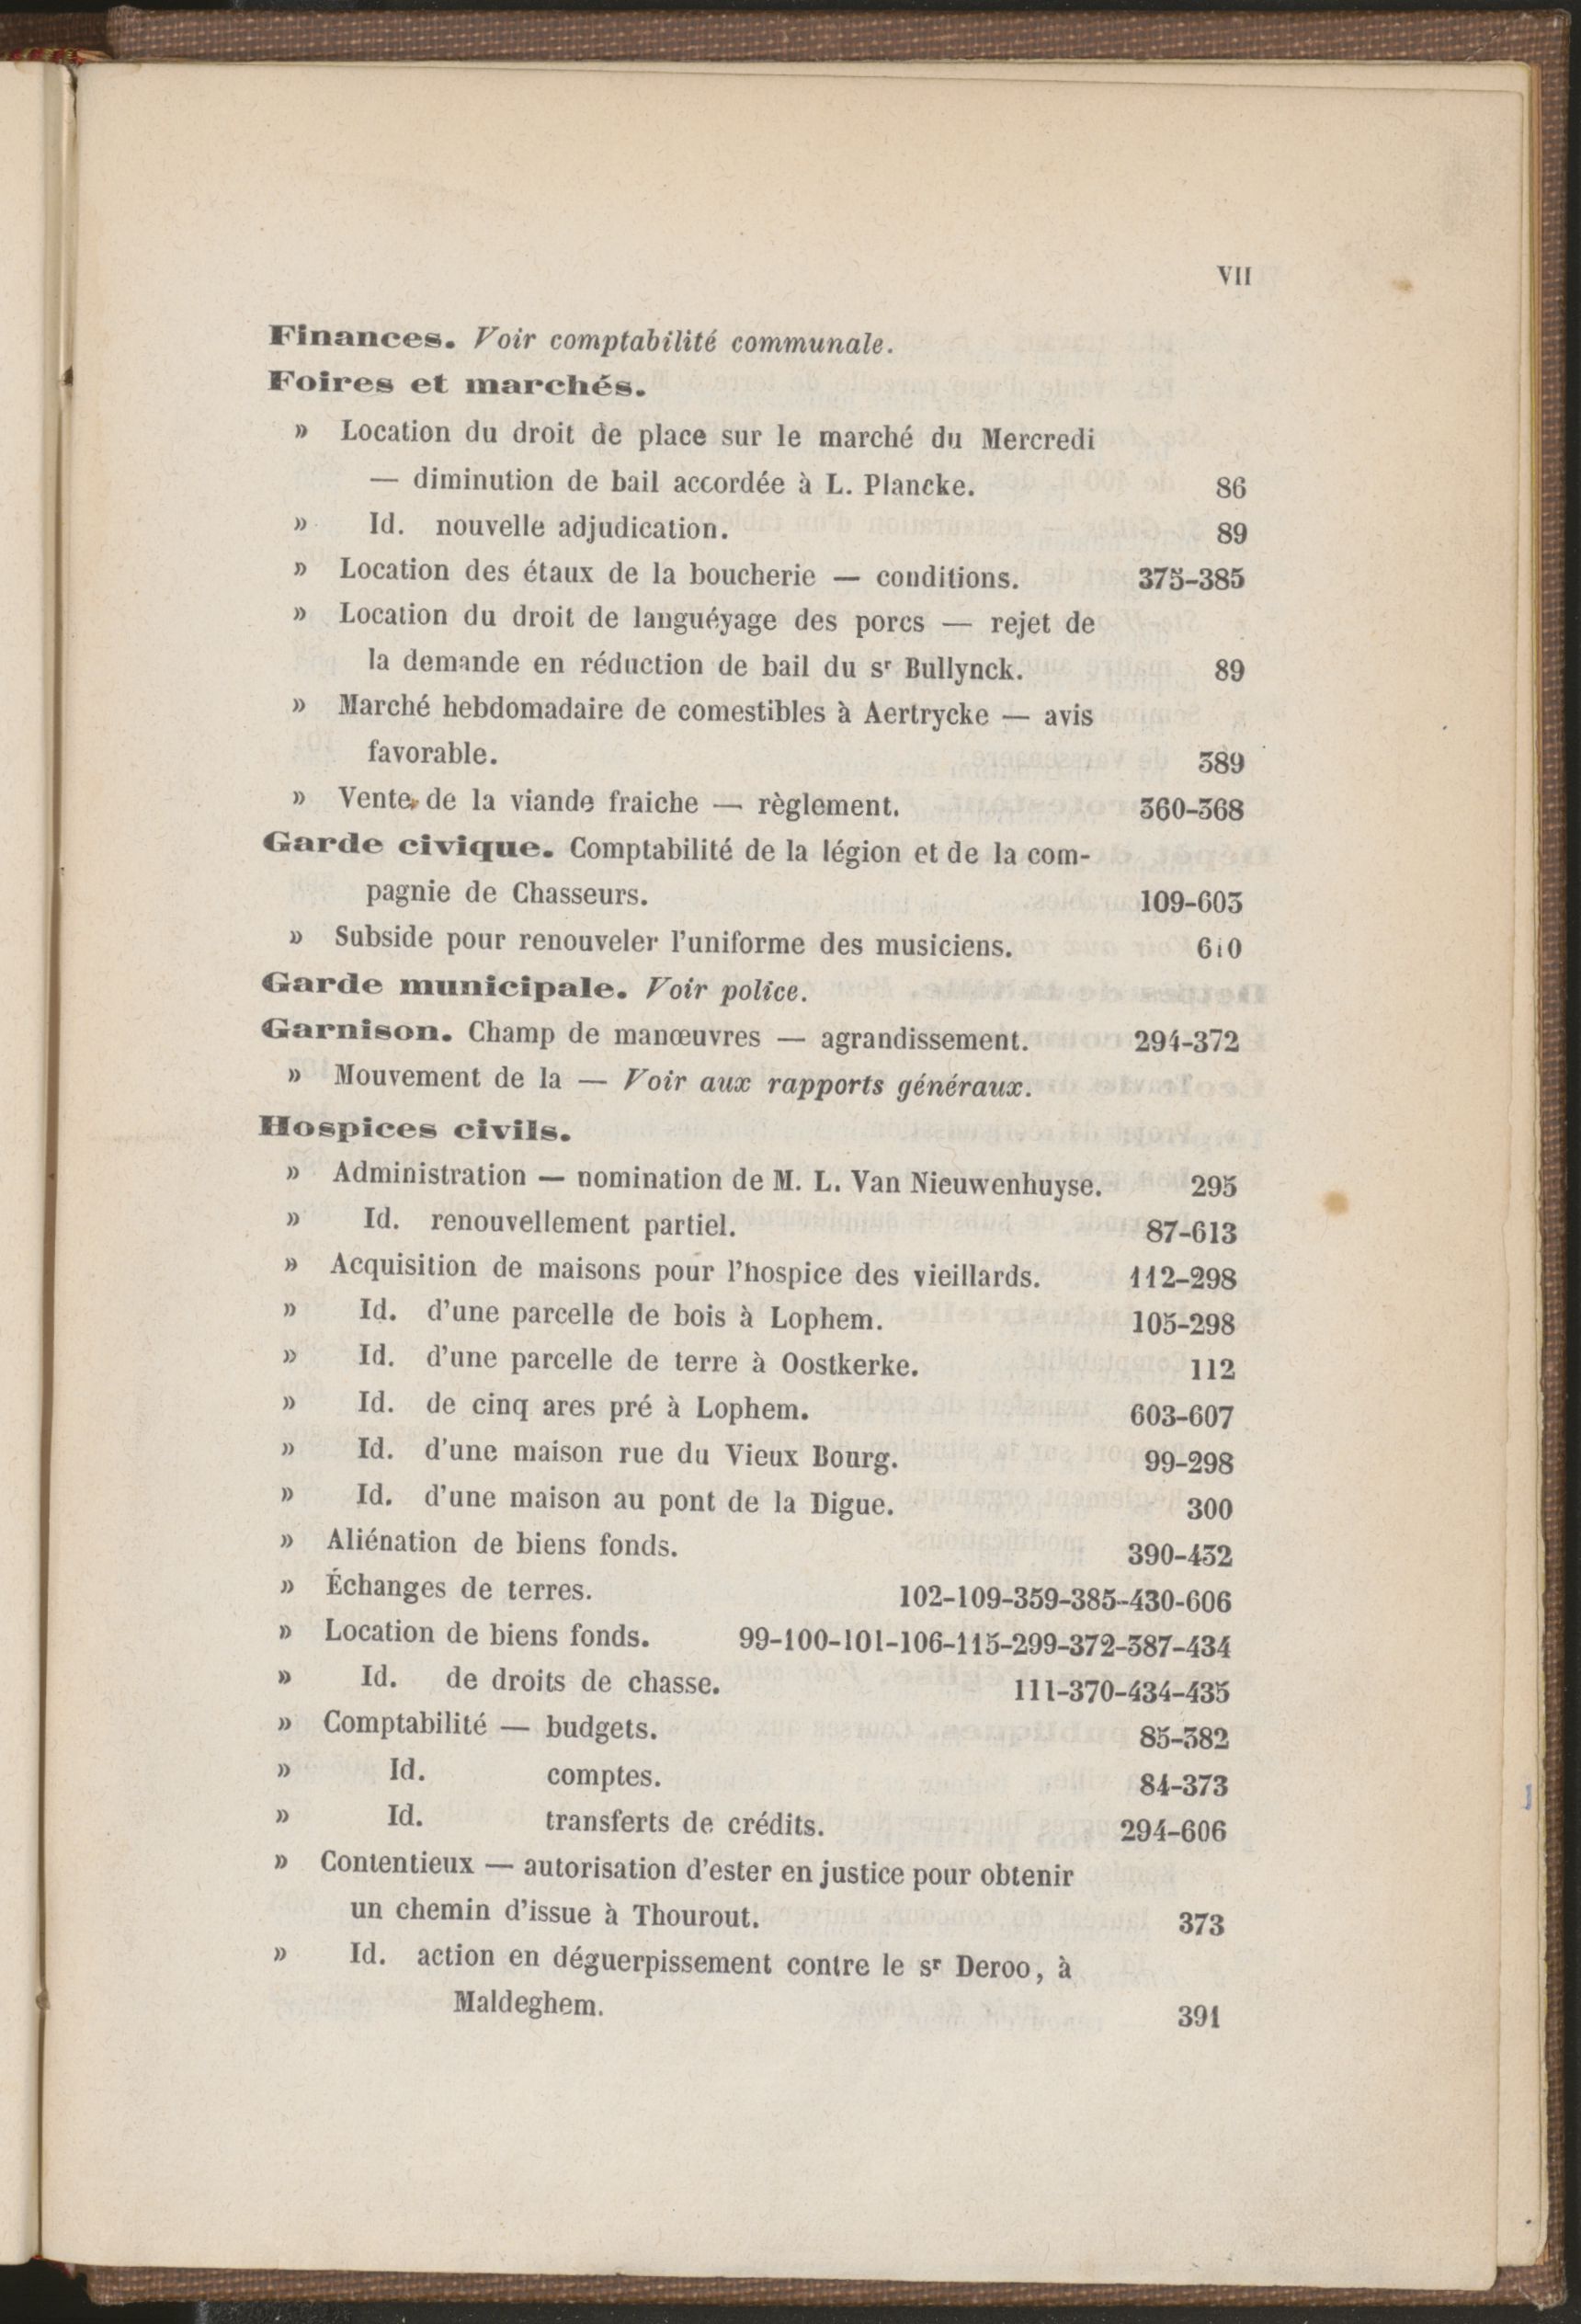 VII
Finances. Voir comptabilité communale.
Foires et marchés.
» Location du droit de place sur le marché du Mercredi
— diminution de bail accordée à L. Plancke. 86
» Id. nouvelle adjudication. 89
» Location des étaux de la boucherie — conditions. 375-385
» Location du droit de languéyage des porcs — rejet de
la demande en réduction de bail du sr Bullynck. 89
» Marché hebdomadaire de comestibles à Aertrycke — avis
favorable. 389
» Vente de la viande fraiche — règlement. 360-368
Garde civique. Comptabilité de la légion et de la com-
pagnie de Chasseurs. 109-603
» Subside pour renouveler l'uniforme des musiciens. 610
Garde municipale. Voir police.
Garnison. Champ de manœuvres — agrandissement. 294-372
» Mouvement de la — Voir aux rapports généraux.
Hospices civils.
» Administration — nomination de M. L. Van Nieuwenhuyse. 295
» Id. renouvellement partiel. 87-613
» Acquisition de maisons pour l'hospice des vieillards. 112-298
» Id. d'une parcelle de bois à Lophem. 105-298
» Id. d'une parcelle de terre à Oostkerke. 112
» Id. de cinq ares pré à Lophem. 603-607
» Id. d'une maison rue du Vieux Bourg. 99-298
» Id. d'une maison au pont de la Digue. 300
» Aliénation de biens fonds. 390-432
» Échanges de terres. 102-109-359-385-430-606
» Location de biens fonds. 99-100-101-106-115-299-372-387-434
» Id. de droits de chasse. 111-370-434-435
» Comptabilité — budgets. 85-382
» Id. comptes. 84-373
» Id. transferts de crédits. 294-606
» Contentieux — autorisation d'ester en justice pour obtenir
un chemin d'issue à Thourout. 373
» Id. action en déguerpissement contre le sr Deroo, à
Maldeghem. 391